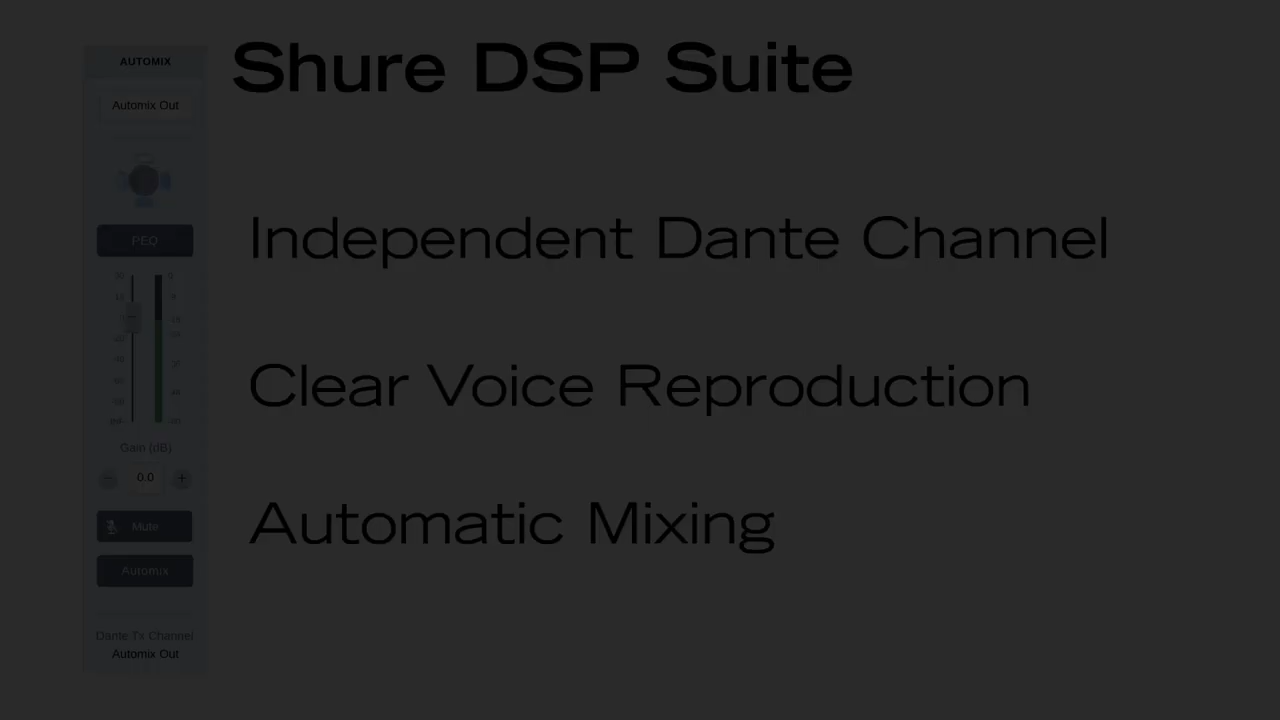 AUTOMIX
Automix Out
PEQ
Gain (dB)
0.0
Mute
Automix
Dante Tx Channel
Automix Out
Shure DSP Suite
Independent Dante Channel
Clear Voice Reproduction
Automatic Mixing